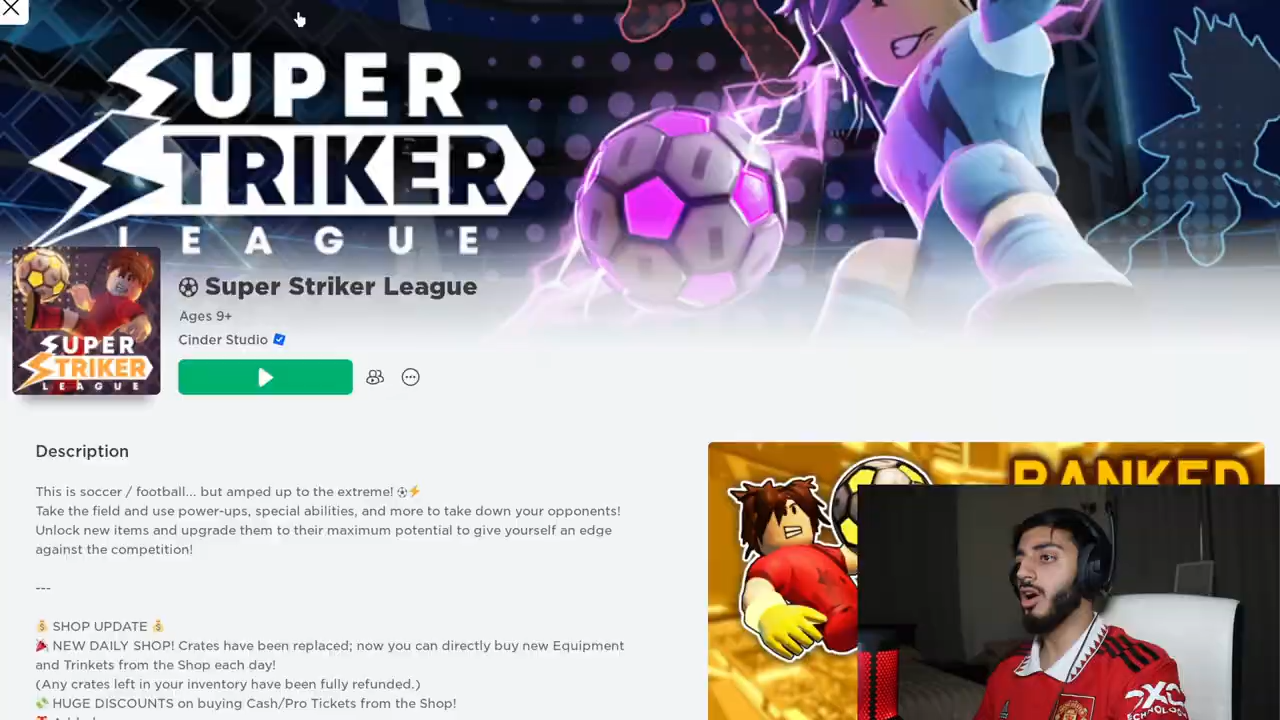 SUPER
STRIKER
LEAGUE
SUPER
STRIKER
LEAGUE
Super Striker League
Ages 9+
Cinder Studio
Description
This is soccer / football... but amped up to the extreme! ⚽⚡
Take the field and use power-ups, special abilities, and more to take down your opponents!
Unlock new items and upgrade them to their maximum potential to give yourself an edge
against the competition!
---
💰 SHOP UPDATE 💰
🎉 NEW DAILY SHOP! Crates have been replaced; now you can directly buy new Equipment
and Trinkets from the Shop each day!
(Any crates left in your inventory have been fully refunded.)
💸 HUGE DISCOUNTS on buying Cash/Pro Tickets from the Shop!
RANKED